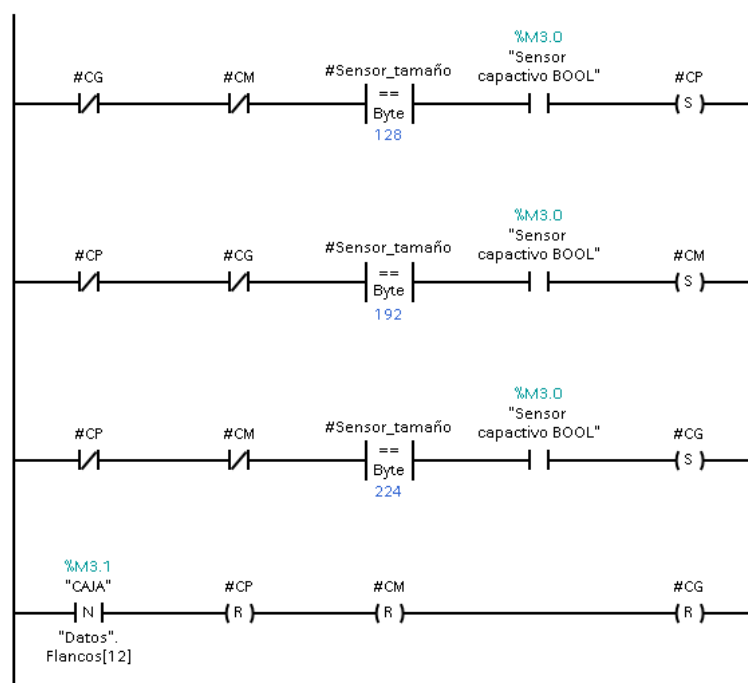 %M3.0
"Sensor
#CG #CM #Sensor_tamaño capactivo BOOL" #CP
==
Byte
S
128
%M3.0
"Sensor
#CP #CG #Sensor_tamaño capactivo BOOL" #CM
==
Byte
S
192
%M3.0
"Sensor
#CP #CM #Sensor_tamaño capactivo BOOL" #CG
==
Byte
S
224
%M3.1
"CAJA" #CP #CM #CG
N R R R
"Datos".
Flancos[12]